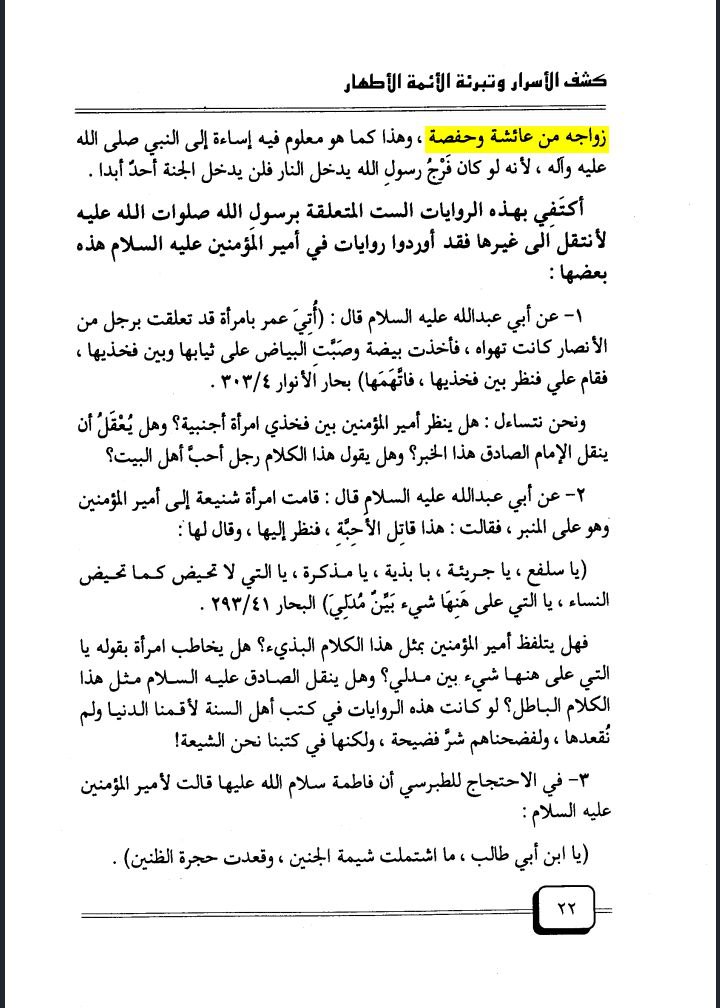 كشف الأسرار وتبرئة الأئمة الأطهار
زواجه من عائشة وحفصة ، وهذا كما هو معلوم فيه إساءة إلى النبي صلى الله
عليه وآله ، لأنه لو كان فَرْجُ رسولِ الله يدخل النار فلن يدخل الجنة أحدٌ أبدا .
أكتَفِي بهذه الروايات الست المتعلقة برسول الله صلوات الله عليه
لأنتقل الى غيرها فقد أوردوا روايات في أمير المَؤمنين عليه السلام هذه
بعضها :
١- عن أبي عبدالله عليه السلام قال : (أُتِيَ عمر بامرأة قد تعلقت برجل من
الأنصار كانت تهواه ، فأخذت بيضة وصَبَّتِ البياض على ثيابها وبين فخذيها ،
فقام علي فنظر بين فخذيها ، فاتَّهَمَها) بحار الأنوار ٣٠٣/٤ .
ونحن نتساءل : هل ينظر أمير المؤمنين بين فخذي امرأة أجنبية؟ وهل يُعْقَلُ أن
ينقل الإمام الصادق هذا الخبر؟ وهل يقول هذا الكلام رجل أحبَّ أهل البيت؟
٢- عن أبي عبدالله عليه السلام قال : قامت امرأة شنيعة إلى أمير المؤمنين
وهو على المنبر ، فقالت : هذا قاتِل الأحِبَّةِ ، فنظر إليها ، وقال لها :
(يا سلفع ، يا جريئة ، با بذية ، يا مذكرة ، يا التي لا تحيض كما تحيض
النساء ، يا التي على هَنِهَا شيء بَيِّنٌ مُدَلِيَ) البحار ٢٩٣/٤١ .
فهل يتلفظ أمير المؤمنين بمثل هذا الكلام البذيء؟ هل يخاطب امرأة بقوله يا
التي على هنها شيء بين مدلي؟ وهل ينقل الصادق عليه السلام مثل هذا
الكلام الباطل؟ لو كانت هذه الروايات في كتب أهل السنة لأقمنا الدنيا ولم
نُقعدها ، ولفضحناهم شرَّ فضيحة ، ولكنها في كتبنا نحن الشيعة!
٣- في الاحتجاج للطبرسي أن فاطمة سلام الله عليها قالت لأمير المؤمنين
عليه السلام :
(يا ابن أبي طالب ، ما اشتملت شيمة الجنين ، وقعدت حجرة الظنين) .
٢٢